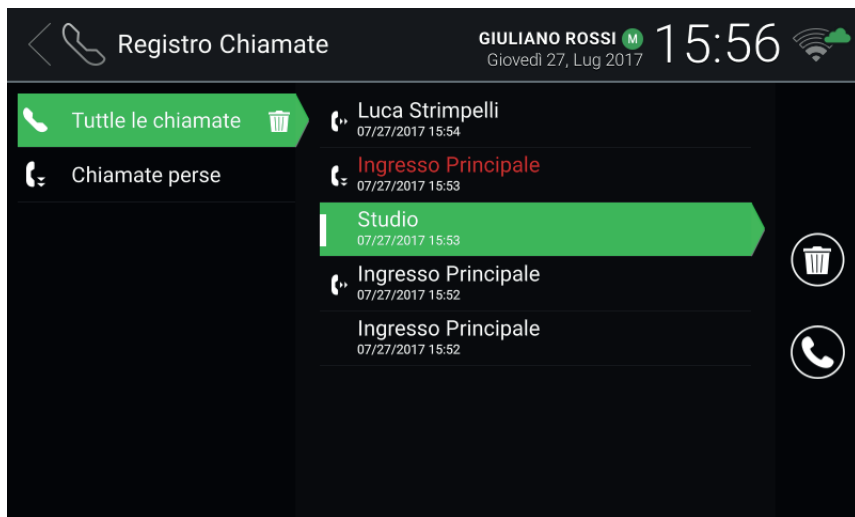 Registro Chiamate
GIULIANO ROSSI M
Giovedì 27, Lug 2017
15:56
Tuttle le chiamate
Chiamate perse
Luca Strimpelli
07/27/2017 15:54
Ingresso Principale
07/27/2017 15:53
Studio
07/27/2017 15:53
Ingresso Principale
07/27/2017 15:52
Ingresso Principale
07/27/2017 15:52